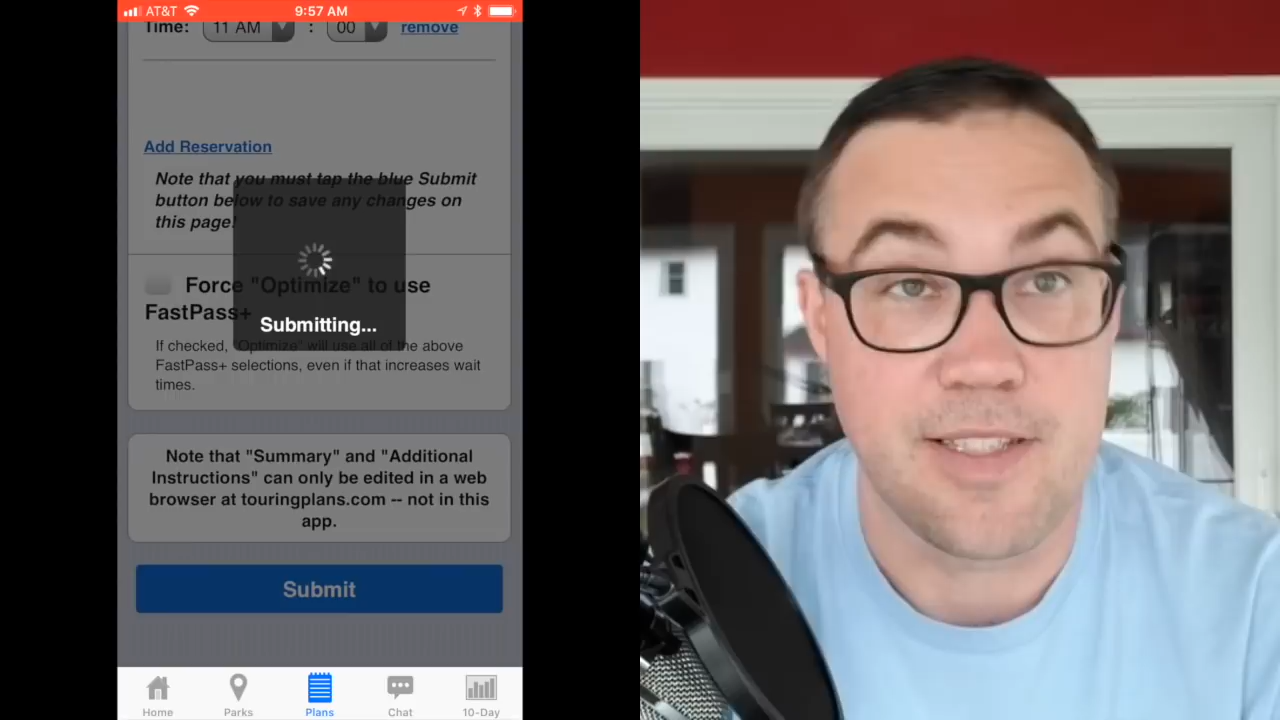 AT&T 9:57 AM
Time: 11 AM : 00 remove
Add Reservation
Note that you must tap the blue Submit
button below to save any changes on
this page!
Force "Optimize" to use
FastPass+
Submitting...
If checked, "Optimize" will use all of the above
FastPass+ selections, even if that increases wait
times.
Note that "Summary" and "Additional
Instructions" can only be edited in a web
browser at touringplans.com -- not in this
app.
Submit
Home Parks Plans Chat 10-Day